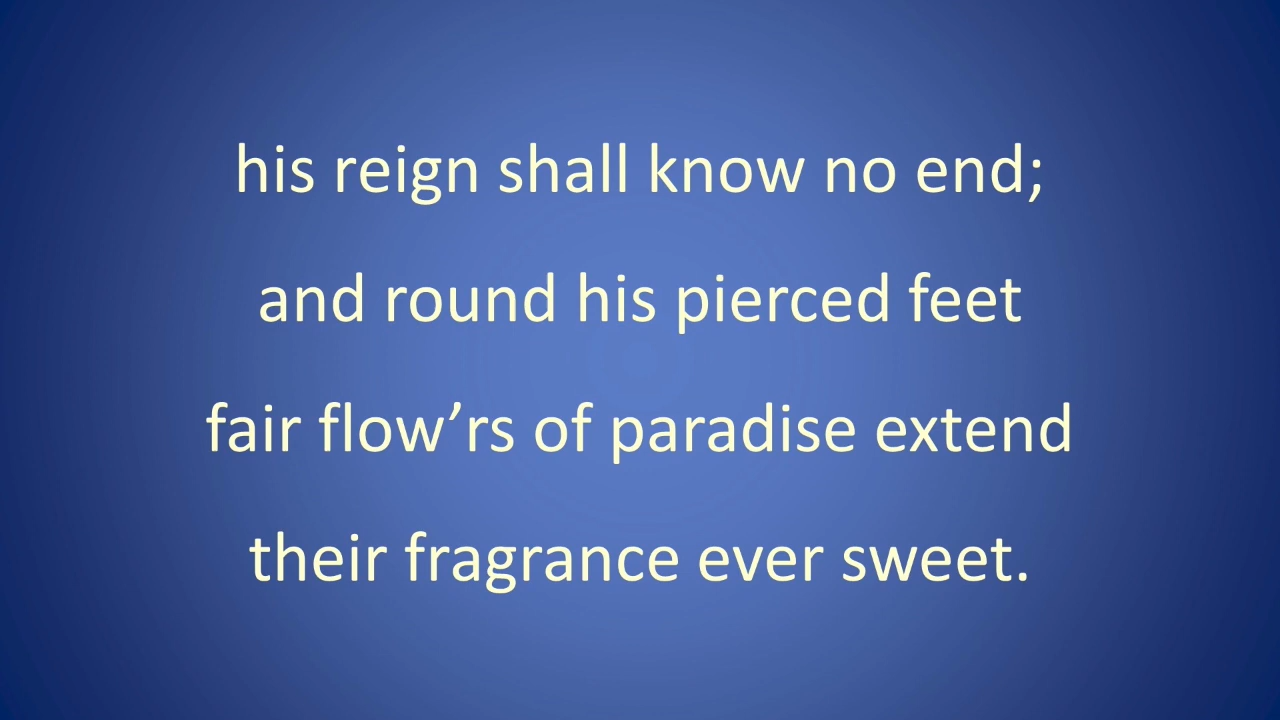 his reign shall know no end;
and round his pierced feet
fair flow’rs of paradise extend
their fragrance ever sweet.